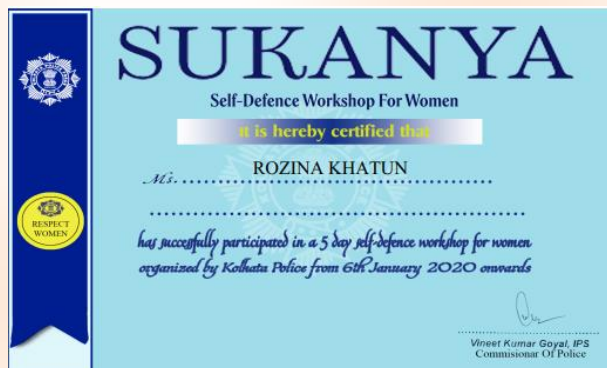 SUKANYA
Self-Defence Workshop For Women
it is hereby certified that
Ms. ROZINA KHATUN
RESPECT
WOMEN
has successfully participated in a 5 day self-defence workshop for women
organized by Kolkata Police from 6th January 2020 onwards
Vineet Kumar Goyal, IPS
Commisionar Of Police